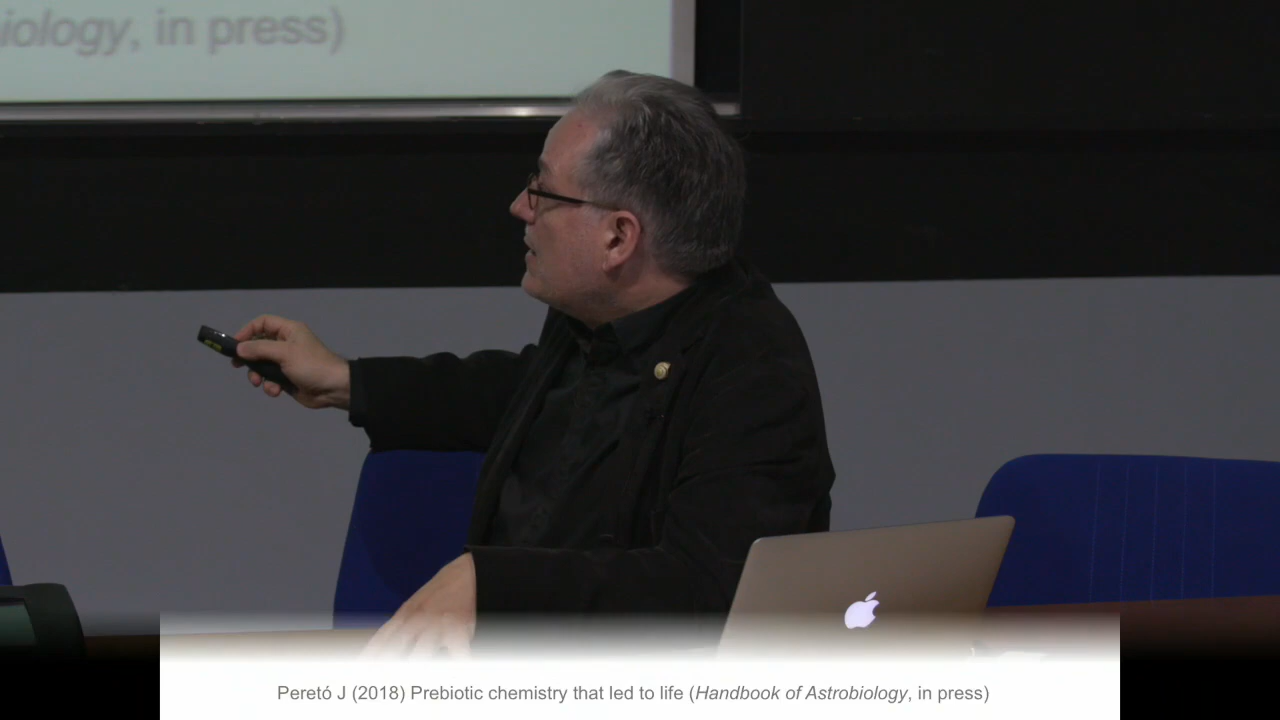 iology, in press)
Peretó J (2018) Prebiotic chemistry that led to life (Handbook of Astrobiology, in press)